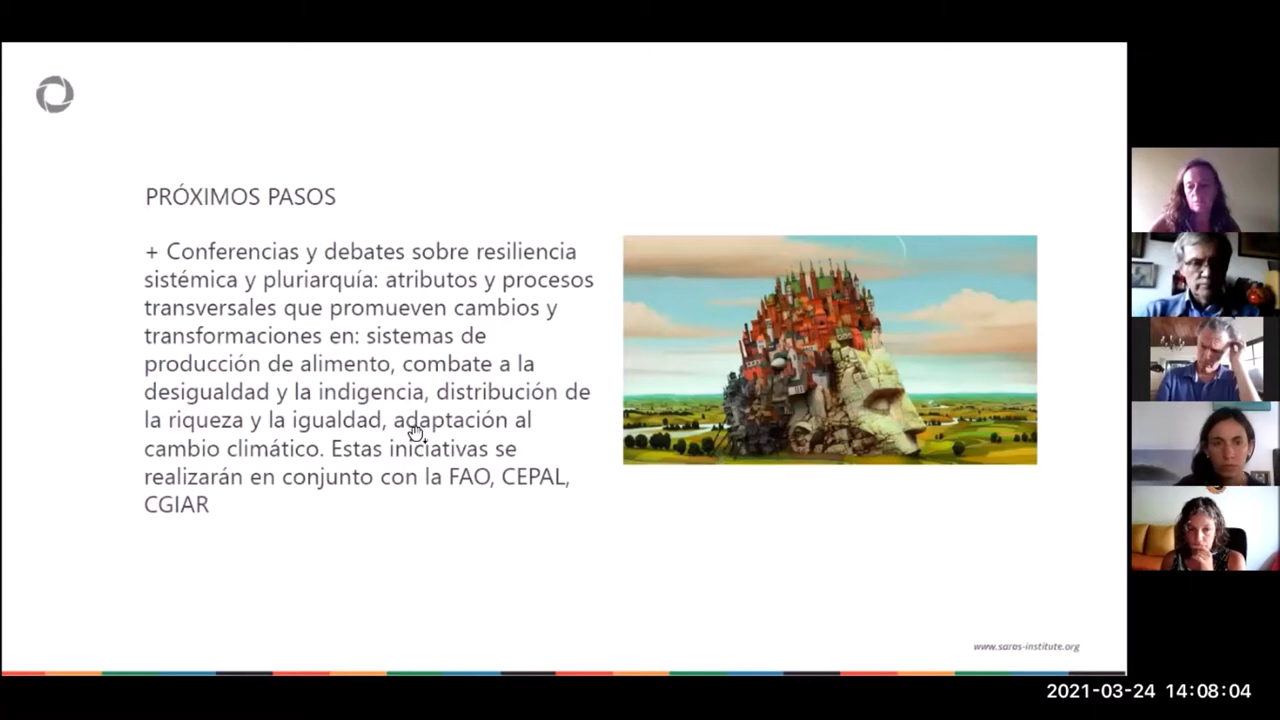 PRÓXIMOS PASOS
+ Conferencias y debates sobre resiliencia
sistémica y pluriarquía: atributos y procesos
transversales que promueven cambios y
transformaciones en: sistemas de
producción de alimento, combate a la
desigualdad y la indigencia, distribución de
la riqueza y la igualdad, adaptación al
cambio climático. Estas iniciativas se
realizarán en conjunto con la FAO, CEPAL,
CGIAR
www.saras-institute.org
2021-03-24 14:08:04